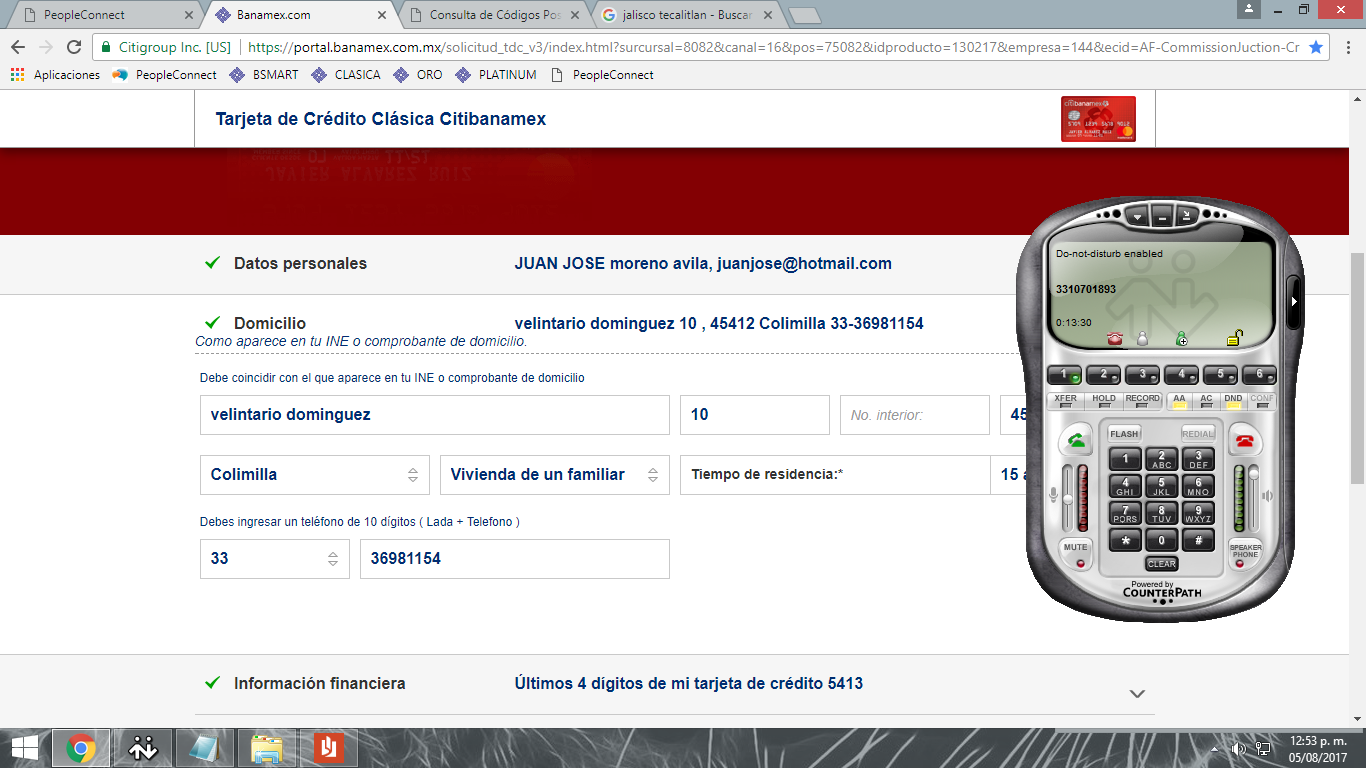 PeopleConnect
Banamex.com
Consulta de Códigos Pos
jalisco tecalitlan - Buscar
Citigroup Inc. [US] https://portal.banamex.com.mx/solicitud_tdc_v3/index.html?surcursal=8082&canal=16&pos=75082&idproducto=130217&empresa=144&ecid=AF-CommissionJuction-Cr
Aplicaciones PeopleConnect BSMART CLASICA ORO PLATINUM PeopleConnect
Tarjeta de Crédito Clásica Citibanamex
citibanamex
JAVIER ALVAREZ RUIZ
Datos personales JUAN JOSE moreno avila, juanjose@hotmail.com
Domicilio velintario dominguez 10 , 45412 Colimilla 33-36981154
Como aparece en tu INE o comprobante de domicilio.
Debe coincidir con el que aparece en tu INE o comprobante de domicilio
velintario dominguez 10 No. interior: 45
Colimilla Vivienda de un familiar Tiempo de residencia:* 15 a
Debes ingresar un teléfono de 10 dígitos ( Lada + Telefono )
33 36981154
Información financiera Últimos 4 dígitos de mi tarjeta de crédito 5413
Do-not-disturb enabled
3310701893
0:13:30
1 2 3 4 5 6
XFER HOLD RECORD AA AC DND CONF
FLASH REDIAL
1 2 ABC 3 DEF
4 GHI 5 JKL 6 MNO
7 PQRS 8 TUV 9 WXYZ
* 0 #
MUTE CLEAR SPEAKER PHONE
Powered by
COUNTERPATH
12:53 p. m.
05/08/2017